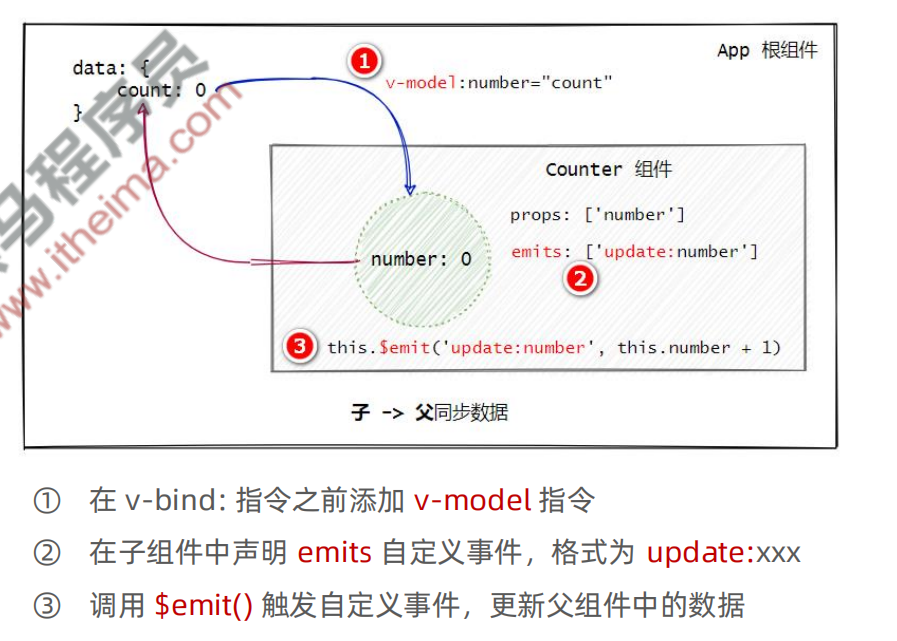 App 根组件
data: {
count: 0
}
① v-model:number="count"
Counter 组件
props: ['number']
emits: ['update:number']
②
number: 0
③ this.$emit('update:number', this.number + 1)
子 -> 父同步数据
① 在 v-bind: 指令之前添加 v-model 指令
② 在子组件中声明 emits 自定义事件，格式为 update:xxx
③ 调用 $emit() 触发自定义事件，更新父组件中的数据
马程序员
www.itheima.com